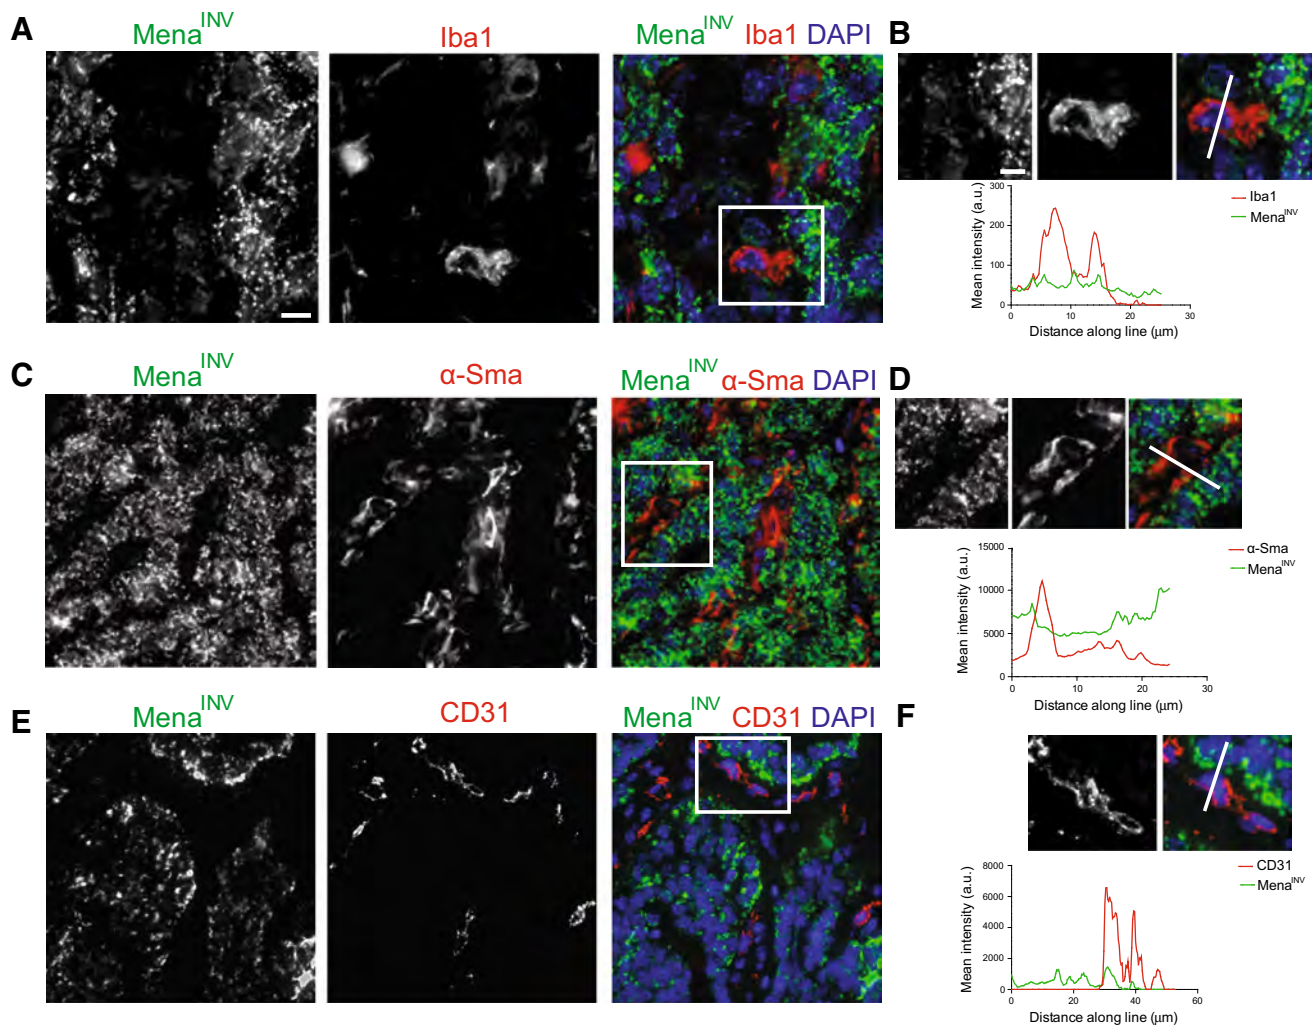 A
Mena^INV
Iba1
Mena^INV Iba1 DAPI
B
Mean intensity (a.u.)
300
200
100
0
0 10 20 30
Distance along line (µm)
Iba1
Mena^INV
C
Mena^INV
α-Sma
Mena^INV α-Sma DAPI
D
Mean intensity (a.u.)
15000
10000
5000
0
0 10 20 30
Distance along line (µm)
α-Sma
Mena^INV
E
Mena^INV
CD31
Mena^INV CD31 DAPI
F
Mean intensity (a.u.)
8000
6000
4000
2000
0
0 20 40 60
Distance along line (µm)
CD31
Mena^INV